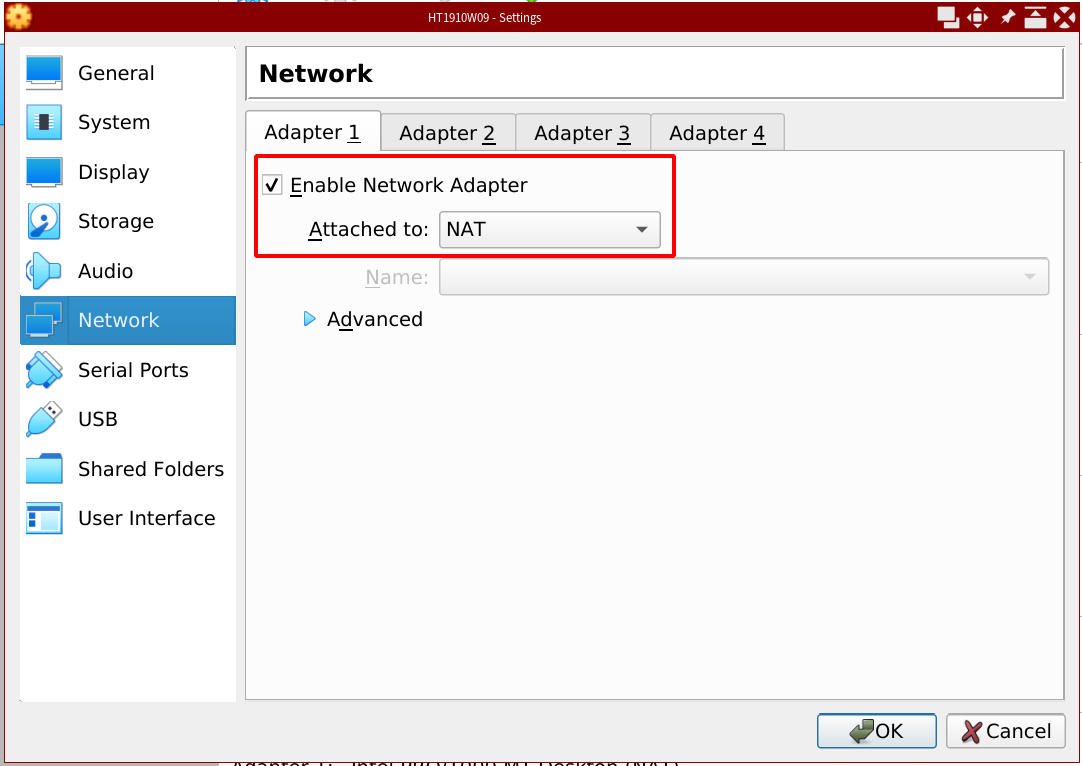 HT1910W09 - Settings
General
System
Display
Storage
Audio
Network
Serial Ports
USB
Shared Folders
User Interface
Network
Adapter 1 Adapter 2 Adapter 3 Adapter 4
Enable Network Adapter
Attached to: NAT
Name:
Advanced
OK Cancel